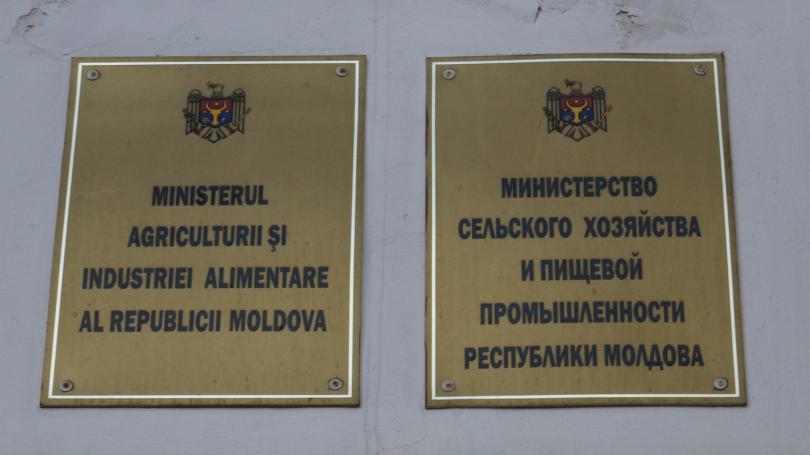 MINISTERUL
AGRICULTURII ŞI
INDUSTRIEI ALIMENTARE
AL REPUBLICII MOLDOVA
МИНИСТЕРСТВО
СЕЛЬСКОГО ХОЗЯЙСТВА
И ПИЩЕВОЙ
ПРОМЫШЛЕННОСТИ
РЕСПУБЛИКИ МОЛДОВА